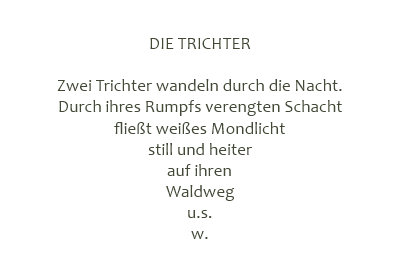 DIE TRICHTER
Zwei Trichter wandeln durch die Nacht.
Durch ihres Rumpfs verengten Schacht
fließt weißes Mondlicht
still und heiter
auf ihren
Waldweg
u.s.
w.